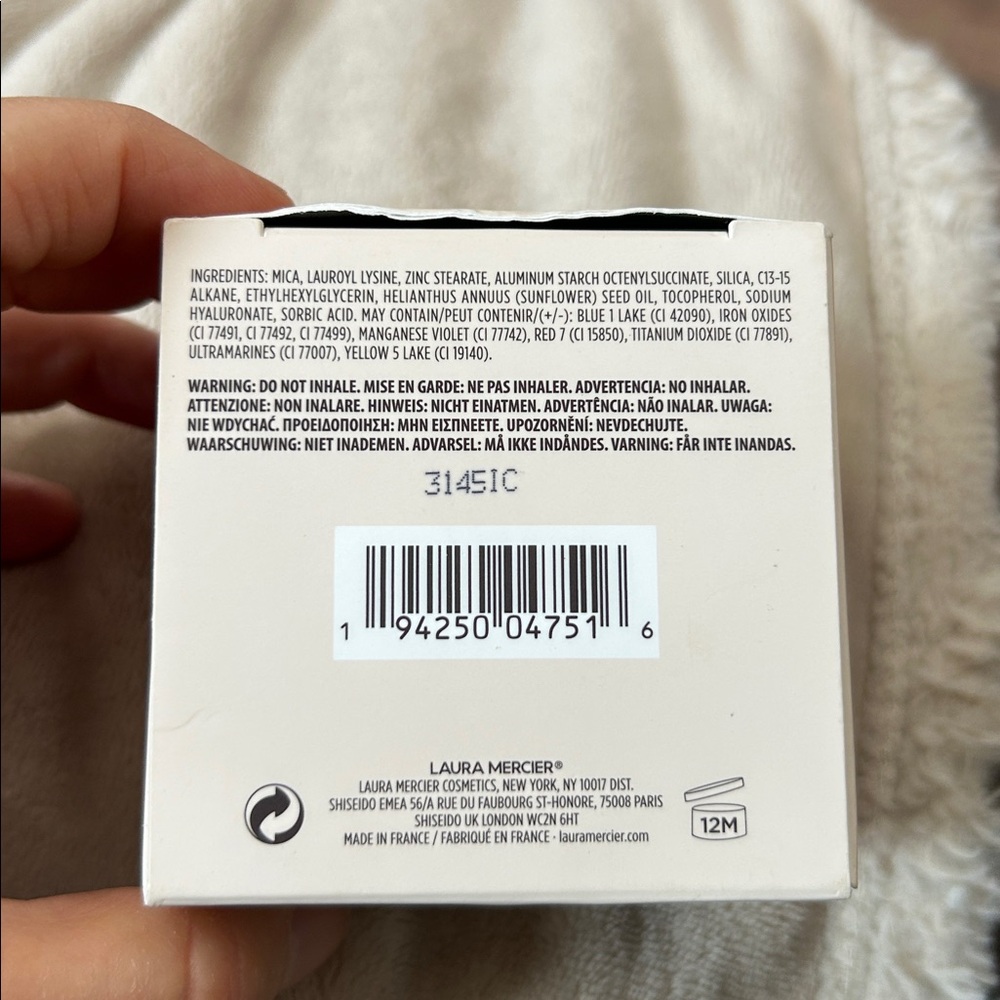 INGREDIENTS: MICA, LAUROYL LYSINE, ZINC STEARATE, ALUMINUM STARCH OCTENYLSUCCINATE, SILICA, C13-15
ALKANE, ETHYLHEXYLGLYCERIN, HELIANTHUS ANNUUS (SUNFLOWER) SEED OIL, TOCOPHEROL, SODIUM
HYALURONATE, SORBIC ACID. MAY CONTAIN/PEUT CONTENIR/(+/-): BLUE 1 LAKE (CI 42090), IRON OXIDES
(CI 77491, CI 77492, CI 77499), MANGANESE VIOLET (CI 77742), RED 7 (CI 15850), TITANIUM DIOXIDE (CI 77891),
ULTRAMARINES (CI 77007), YELLOW 5 LAKE (CI 19140).
WARNING: DO NOT INHALE. MISE EN GARDE: NE PAS INHALER. ADVERTENCIA: NO INHALAR.
ATTENZIONE: NON INALARE. HINWEIS: NICHT EINATMEN. ADVERTÊNCIA: NÃO INALAR. UWAGA:
NIE WDYCHAĆ. ΠΡΟΕΙΔΟΠΟΙΗΣΗ: ΜΗΝ ΕΙΣΠΝΕΕΤΕ. UPOZORNĚNÍ: NEVDECHUJTE.
WAARSCHUWING: NIET INADEMEN. ADVARSEL: MÅ IKKE INDÅNDES. VARNING: FÅR INTE INANDAS.
3145IC
1 94250 04751 6
LAURA MERCIER®
LAURA MERCIER COSMETICS, NEW YORK, NY 10017 DIST.
SHISEIDO EMEA 56/A RUE DU FAUBOURG ST-HONORE, 75008 PARIS
SHISEIDO UK LONDON WC2N 6HT
MADE IN FRANCE / FABRIQUÉ EN FRANCE · lauramercier.com
12M